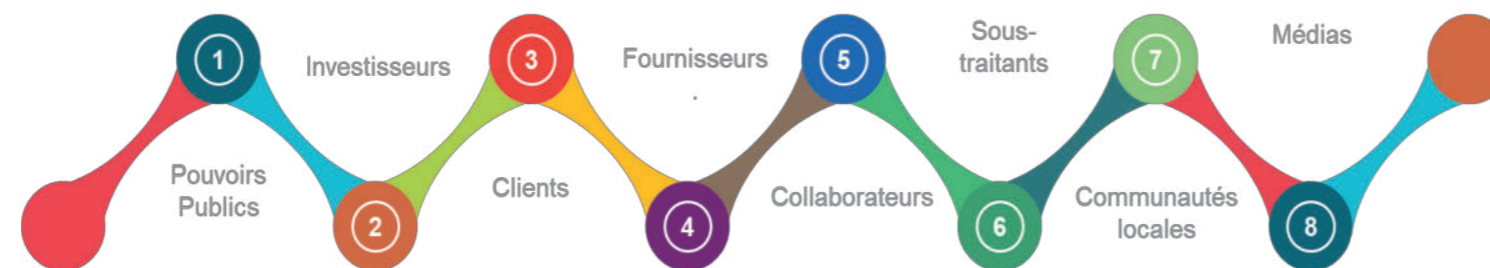 1
Pouvoirs
Publics
Investisseurs
2
3
Clients
Fournisseurs
.
4
5
Collaborateurs
Sous-
traitants
6
7
Communautés
locales
Médias
8